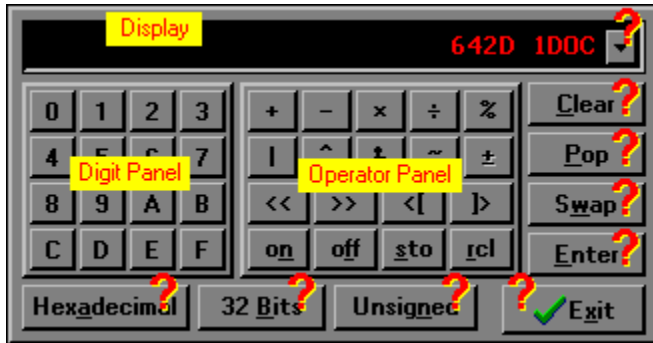 Display
642D 1D0C
0 1 2 3 + - × ÷ % Clear
4 7 | ^ ~ ± Pop
Digit Panel Operator Panel
8 9 A B << >> <[ ]> Swap
C D E F on off sto rcl Enter
Hexadecimal 32 Bits Unsigned Exit